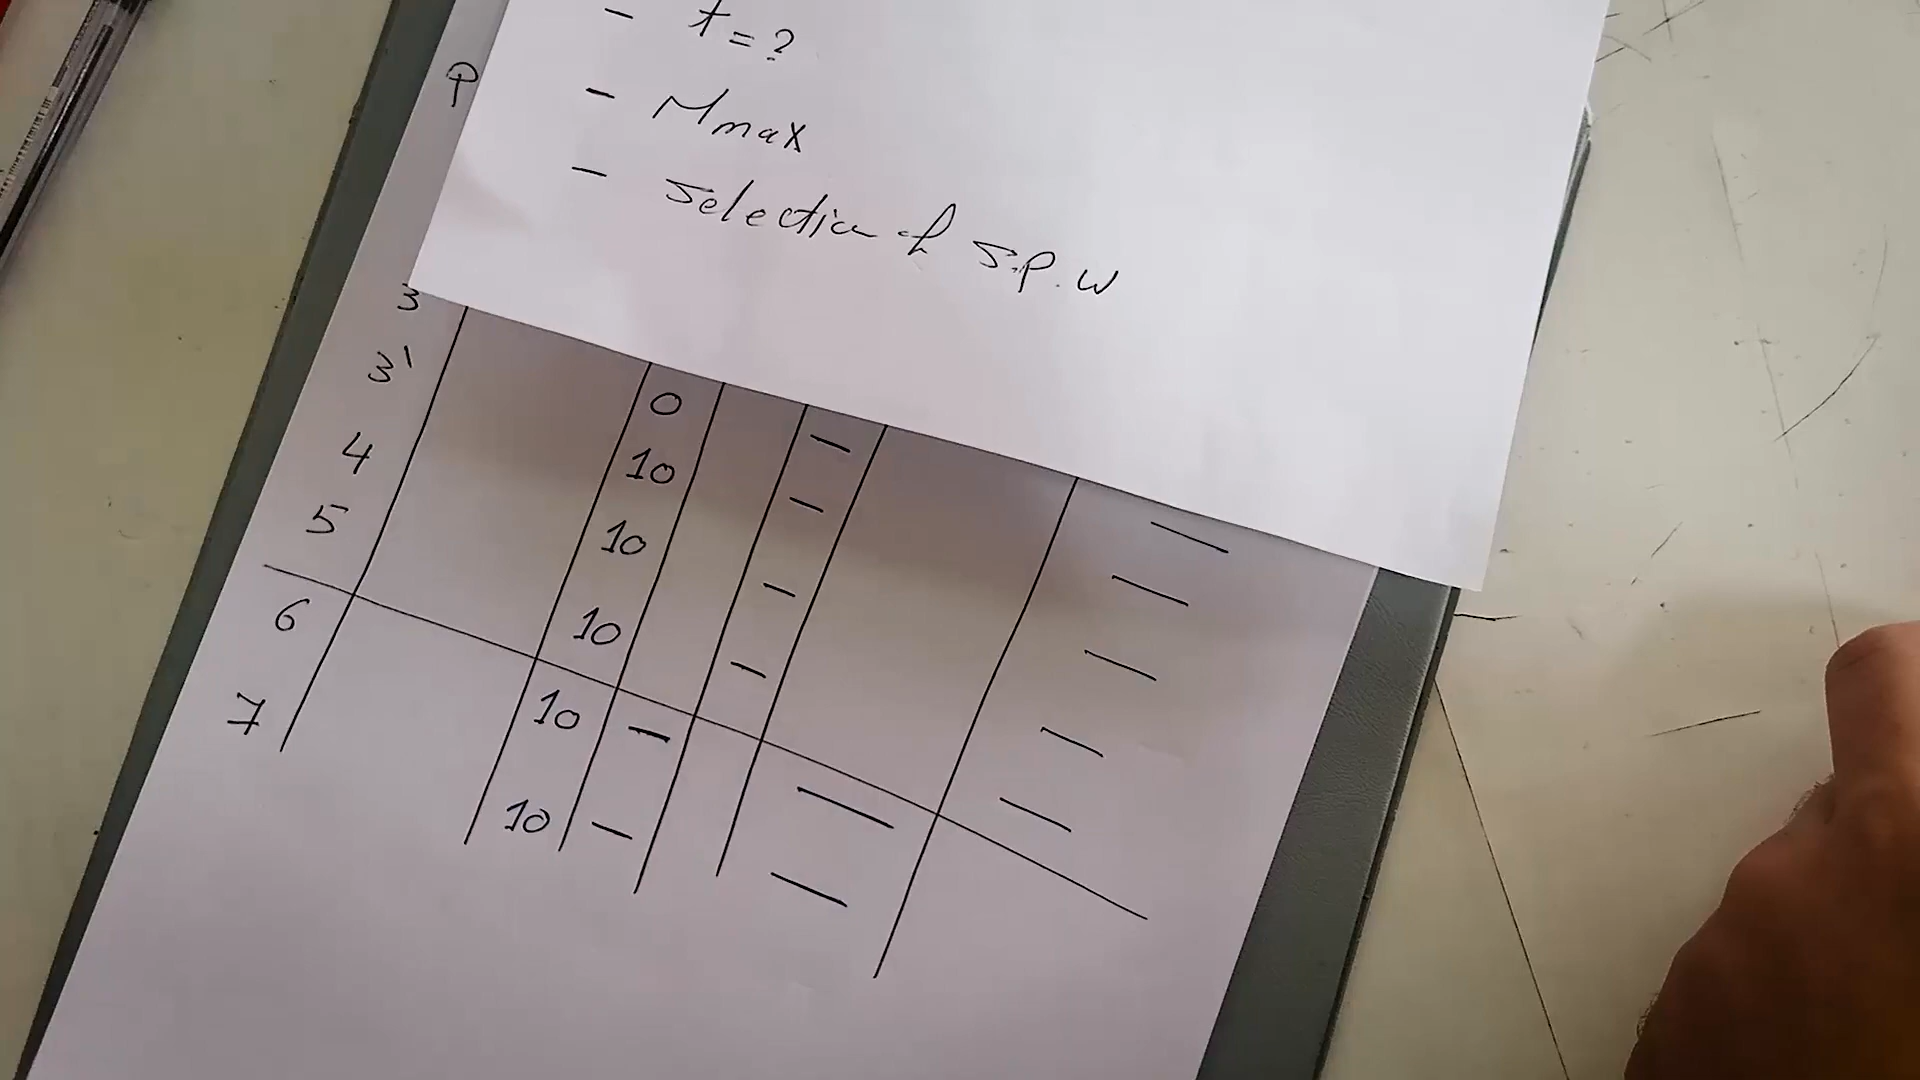 - t = ?
P
- Mmax
- Selection of S.P.W
3
3' 0 -
4 10 - -
5 10 - -
10 - -
6 10 - - -
7 10 - - -